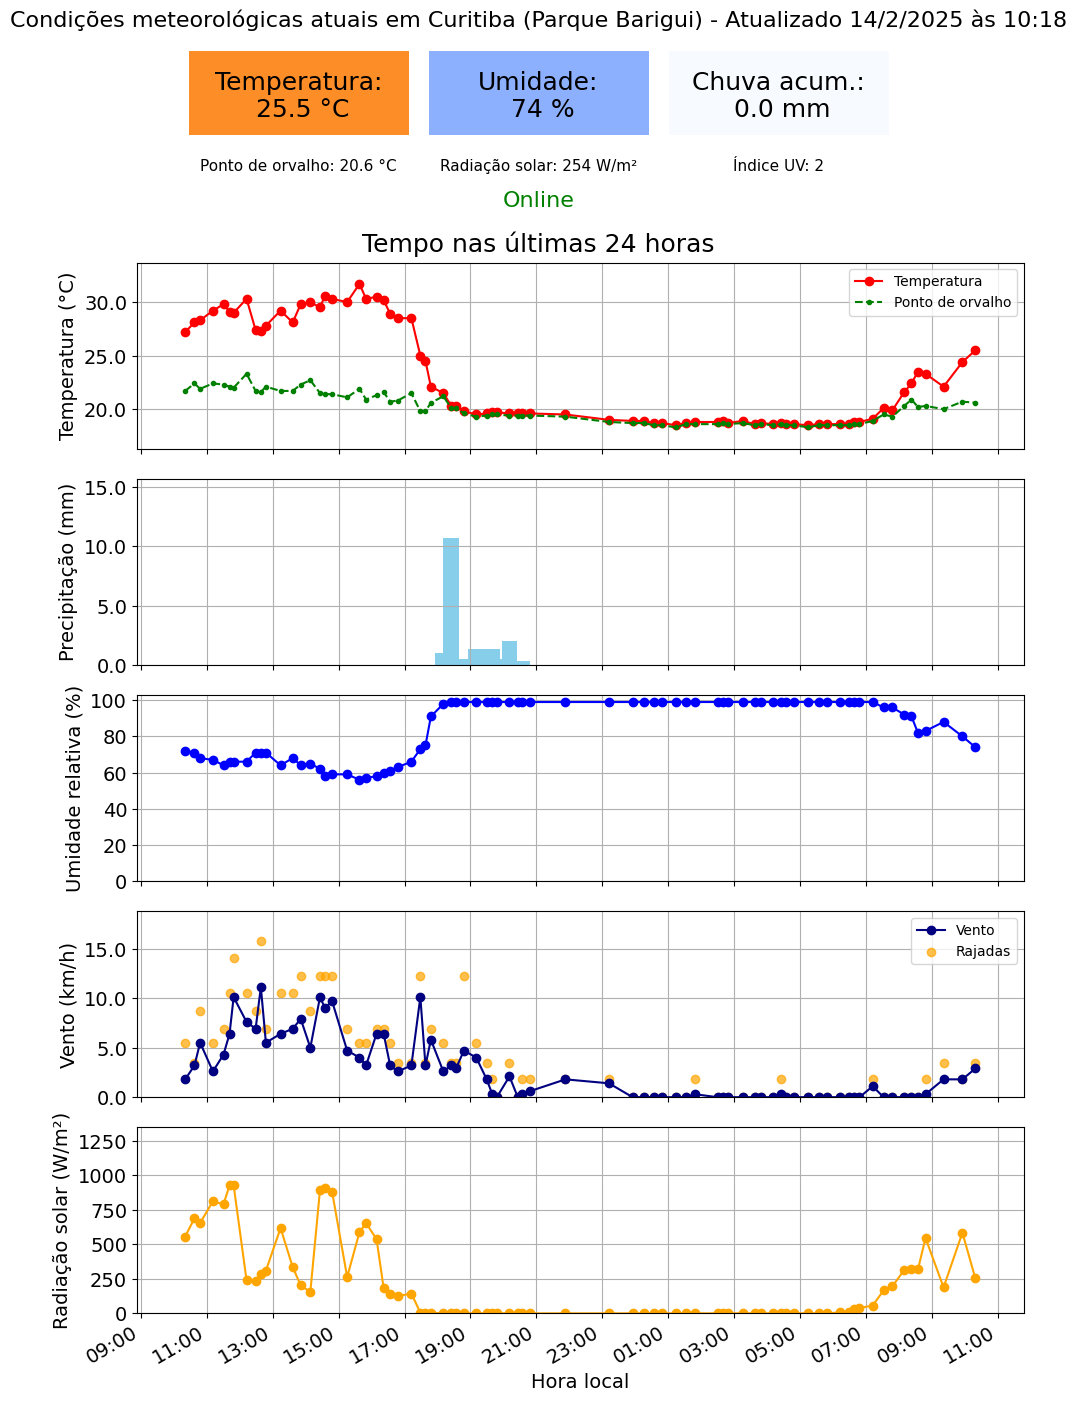 Condições meteorológicas atuais em Curitiba (Parque Barigui) - Atualizado 14/2/2025 às 10:18
Temperatura:
25.5 °C
Umidade:
74 %
Chuva acum.:
0.0 mm
Ponto de orvalho: 20.6 °C
Radiação solar: 254 W/m²
Índice UV: 2
Online
Tempo nas últimas 24 horas
Temperatura (°C)
30.0
25.0
20.0
Temperatura
Ponto de orvalho
Precipitação (mm)
15.0
10.0
5.0
0.0
Umidade relativa (%)
100
80
60
40
20
0
Vento (km/h)
15.0
10.0
5.0
0.0
Vento
Rajadas
Radiação solar (W/m²)
1250
1000
750
500
250
0
09:00
11:00
13:00
15:00
17:00
19:00
21:00
23:00
01:00
03:00
05:00
07:00
09:00
11:00
Hora local